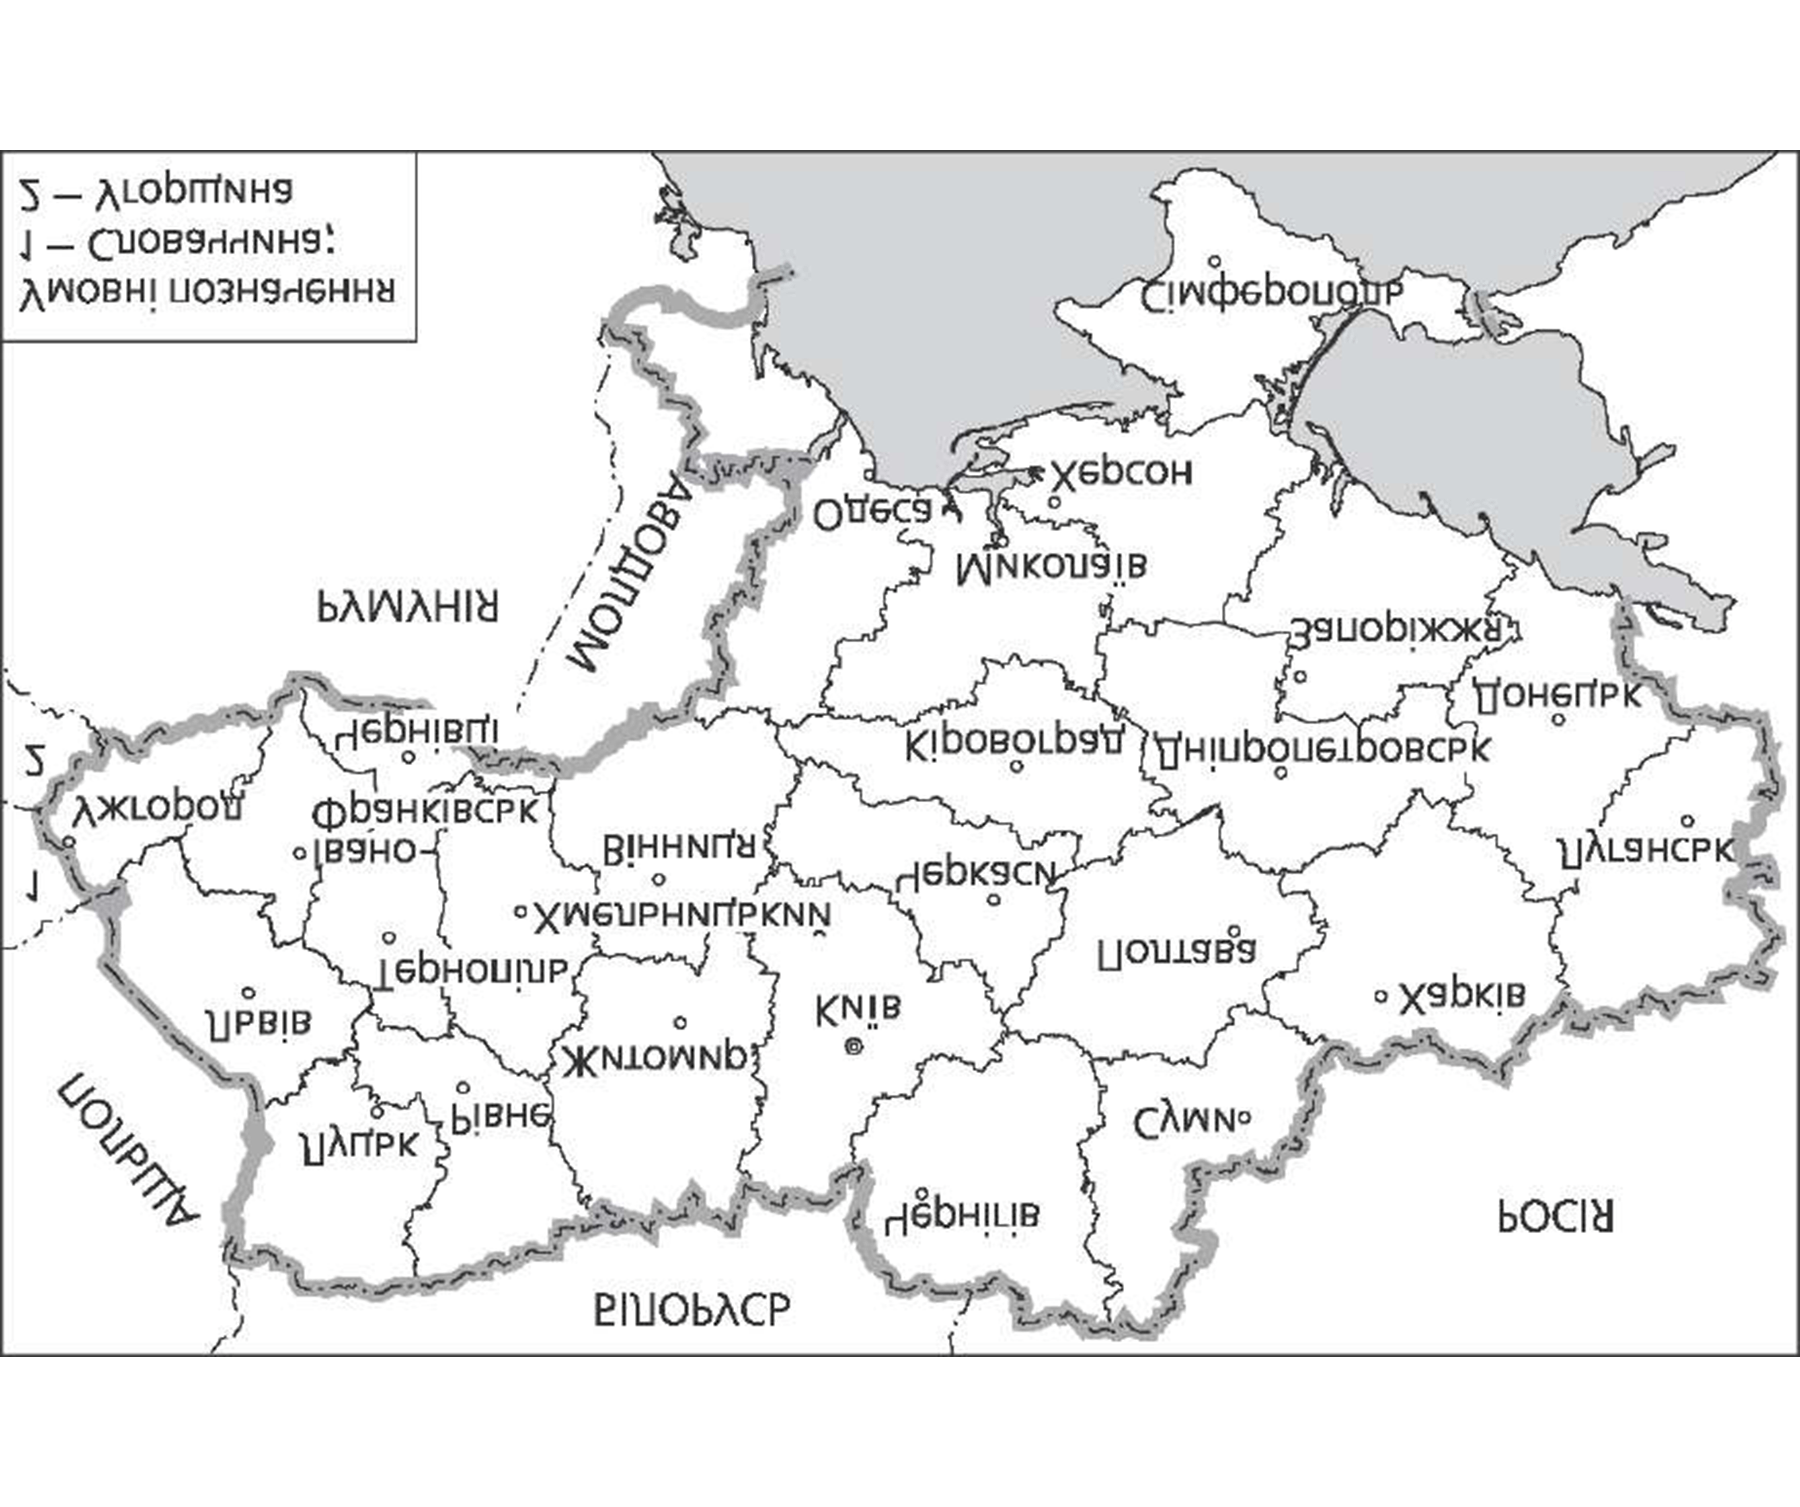 БІЛОРУСЬ
РОСІЯ
ПОЛЬЩА
Чернігів
Луцьк
Рівне
Суми
Житомир
Київ
Львів
Харків
Тернопіль
Полтава
Хмельницький
Черкаси
1
Івано-
Франківськ
Вінниця
Луганськ
Ужгород
2
Чернівці
Кіровоград
Дніпропетровськ
Донецьк
Запоріжжя
РУМУНІЯ
МОЛДОВА
Миколаїв
Одеса
Херсон
Сімферополь
Умовні позначення
1 – Словаччина;
2 – Угорщина